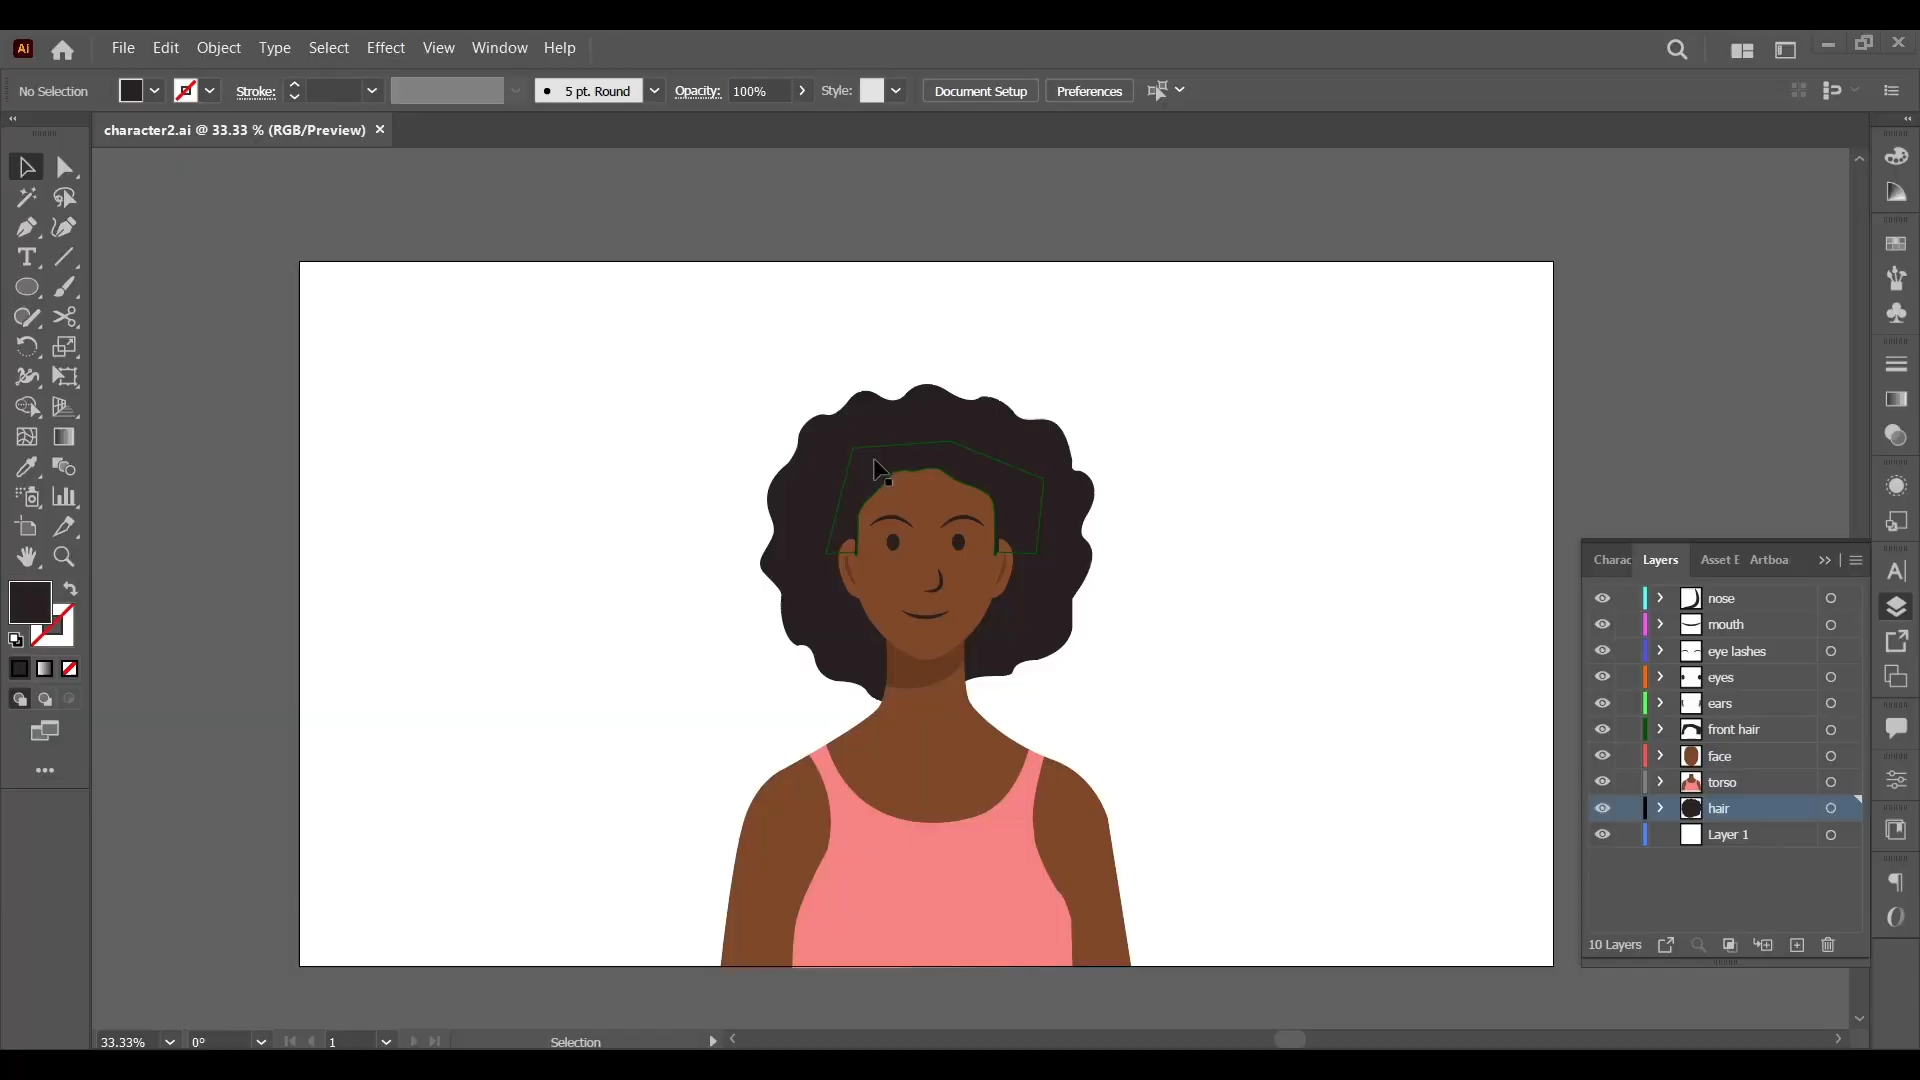 Ai File Edit Object Type Select Effect View Window Help
No Selection Stroke: 5 pt. Round Opacity: 100% Style: Document Setup Preferences
character2.ai @ 33.33 % (RGB/Preview)
Charac Layers Asset E Artboa
nose
mouth
eye lashes
eyes
ears
front hair
face
torso
hair
Layer 1
10 Layers
33.33% 0° 1 Selection